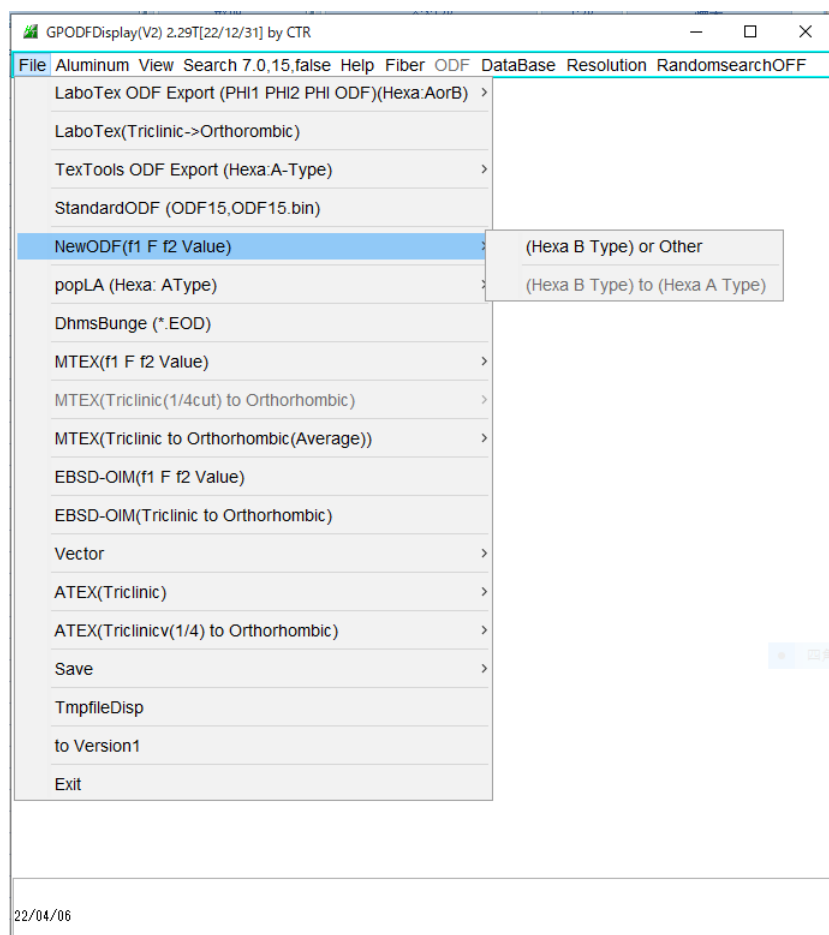 GPODFDisplay(V2) 2.29T[22/12/31] by CTR
File Aluminum View Search 7.0,15,false Help Fiber ODF DataBase Resolution RandomsearchOFF
LaboTex ODF Export (PHI1 PHI2 PHI ODF)(Hexa:AorB)
LaboTex(Triclinic->Orthorombic)
TexTools ODF Export (Hexa:A-Type)
StandardODF (ODF15,ODF15.bin)
NewODF(f1 F f2 Value)
(Hexa B Type) or Other
popLA (Hexa: AType)
(Hexa B Type) to (Hexa A Type)
DhmsBunge (*.EOD)
MTEX(f1 F f2 Value)
MTEX(Triclinic(1/4cut) to Orthorhombic)
MTEX(Triclinic to Orthorhombic(Average))
EBSD-OIM(f1 F f2 Value)
EBSD-OIM(Triclinic to Orthorhombic)
Vector
ATEX(Triclinic)
ATEX(Triclinicv(1/4) to Orthorhombic)
Save
TmpfileDisp
to Version1
Exit
22/04/06